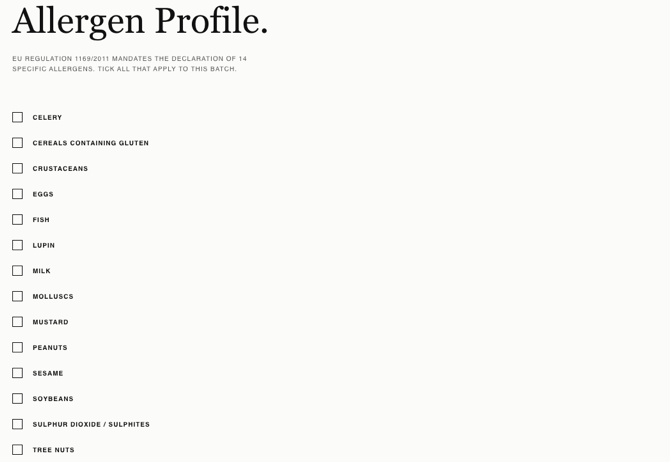 Allergen Profile.
EU REGULATION 1169/2011 MANDATES THE DECLARATION OF 14
SPECIFIC ALLERGENS. TICK ALL THAT APPLY TO THIS BATCH.
CELERY
CEREALS CONTAINING GLUTEN
CRUSTACEANS
EGGS
FISH
LUPIN
MILK
MOLLUSCS
MUSTARD
PEANUTS
SESAME
SOYBEANS
SULPHUR DIOXIDE / SULPHITES
TREE NUTS